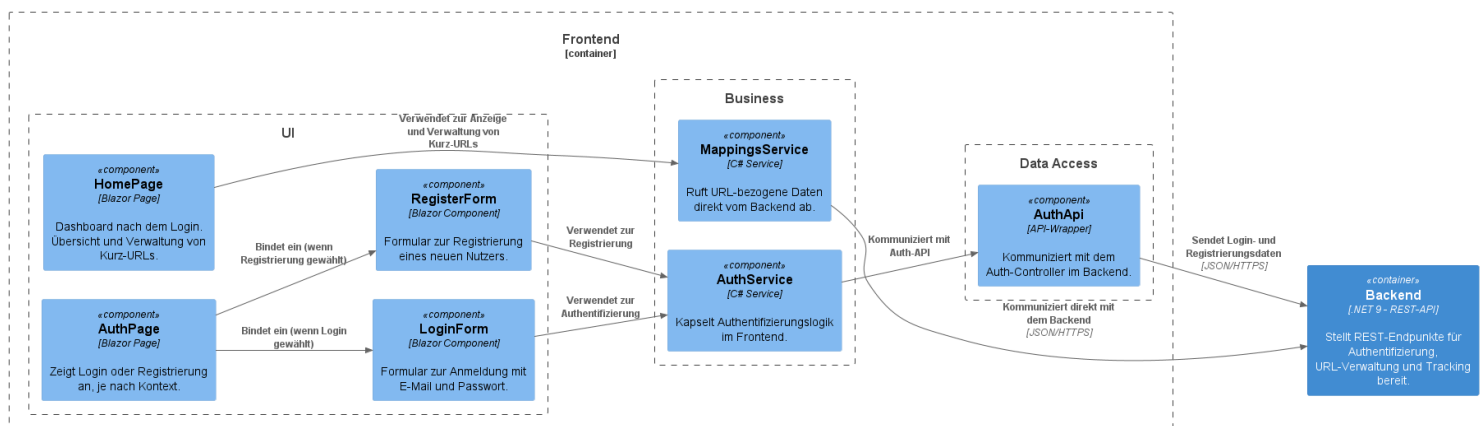 Frontend
[container]
UI
«component»
HomePage
[Blazor Page]
Dashboard nach dem Login.
Übersicht und Verwaltung von
Kurz-URLs.
«component»
AuthPage
[Blazor Page]
Zeigt Login oder Registrierung
an, je nach Kontext.
Bindet ein (wenn
Registrierung gewählt)
Bindet ein (wenn Login
gewählt)
Verwendet zur Anzeige
und Verwaltung von
Kurz-URLs
«component»
RegisterForm
[Blazor Component]
Formular zur Registrierung
eines neuen Nutzers.
«component»
LoginForm
[Blazor Component]
Formular zur Anmeldung mit
E-Mail und Passwort.
Verwendet zur
Registrierung
Verwendet zur
Authentifizierung
Business
«component»
MappingsService
[C# Service]
Ruft URL-bezogene Daten
direkt vom Backend ab.
«component»
AuthService
[C# Service]
Kapselt Authentifizierungslogik
im Frontend.
Kommuniziert mit
Auth-API
Kommuniziert direkt mit
dem Backend
[JSON/HTTPS]
Data Access
«component»
AuthApi
[API-Wrapper]
Kommuniziert mit dem
Auth-Controller im Backend.
Sendet Login- und
Registrierungsdaten
[JSON/HTTPS]
«container»
Backend
[.NET 9 - REST-API]
Stellt REST-Endpunkte für
Authentifizierung,
URL-Verwaltung und Tracking
bereit.